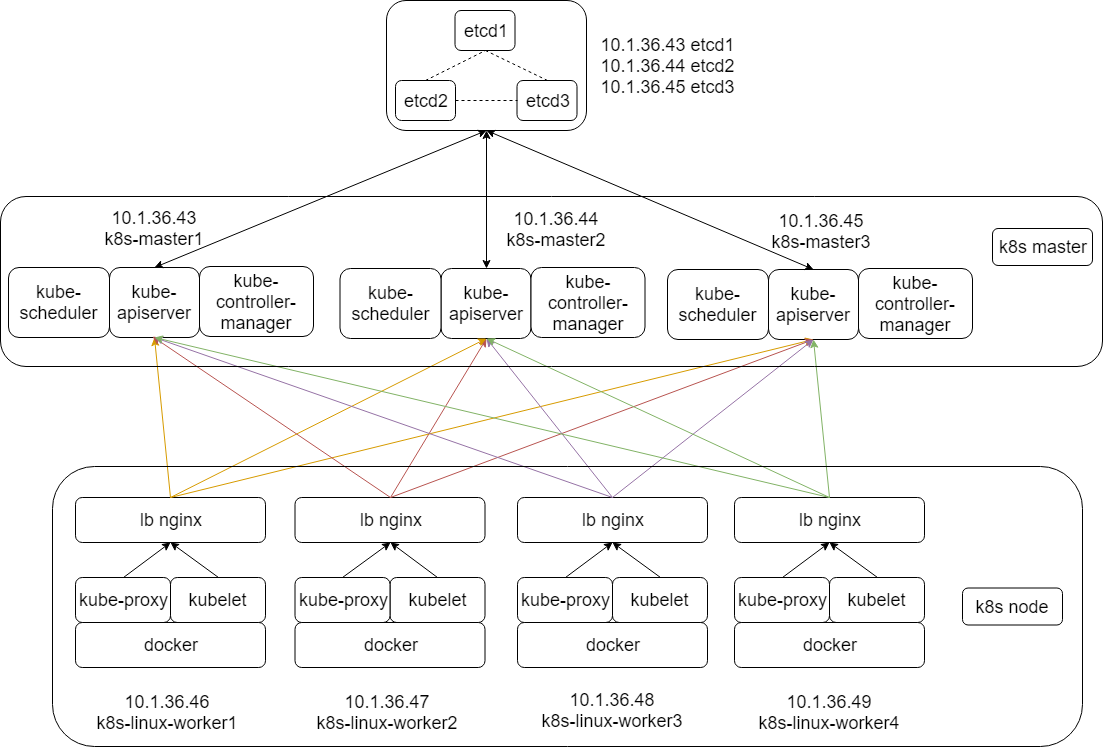 etcd1
etcd2
etcd3
10.1.36.43 etcd1
10.1.36.44 etcd2
10.1.36.45 etcd3
10.1.36.43
k8s-master1
10.1.36.44
k8s-master2
10.1.36.45
k8s-master3
k8s master
kube-
scheduler
kube-
apiserver
kube-
controller-
manager
kube-
scheduler
kube-
apiserver
kube-
controller-
manager
kube-
scheduler
kube-
apiserver
kube-
controller-
manager
lb nginx
lb nginx
lb nginx
lb nginx
kube-proxy
kubelet
kube-proxy
kubelet
kube-proxy
kubelet
kube-proxy
kubelet
k8s node
docker
docker
docker
docker
10.1.36.46
k8s-linux-worker1
10.1.36.47
k8s-linux-worker2
10.1.36.48
k8s-linux-worker3
10.1.36.49
k8s-linux-worker4